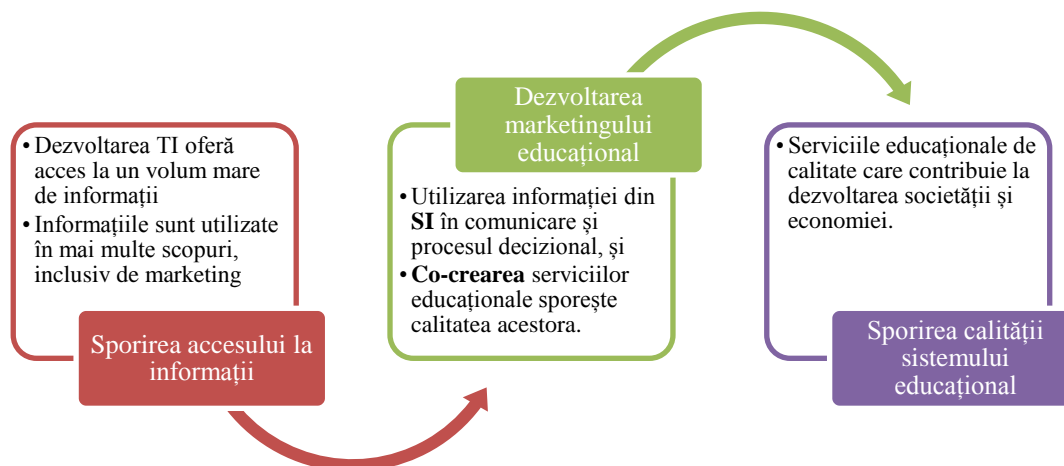 • Dezvoltarea TI oferă
acces la un volum mare
de informații
• Informațiile sunt utilizate
în mai multe scopuri,
inclusiv de marketing
Sporirea accesului la
informații
Dezvoltarea
marketingului
educațional
• Utilizarea informației din
SI în comunicare și
procesul decizional, și
• Co-crearea serviciilor
educaționale sporește
calitatea acestora.
• Serviciile educaționale de
calitate care contribuie la
dezvoltarea societății și
economiei.
Sporirea calității
sistemului
educațional